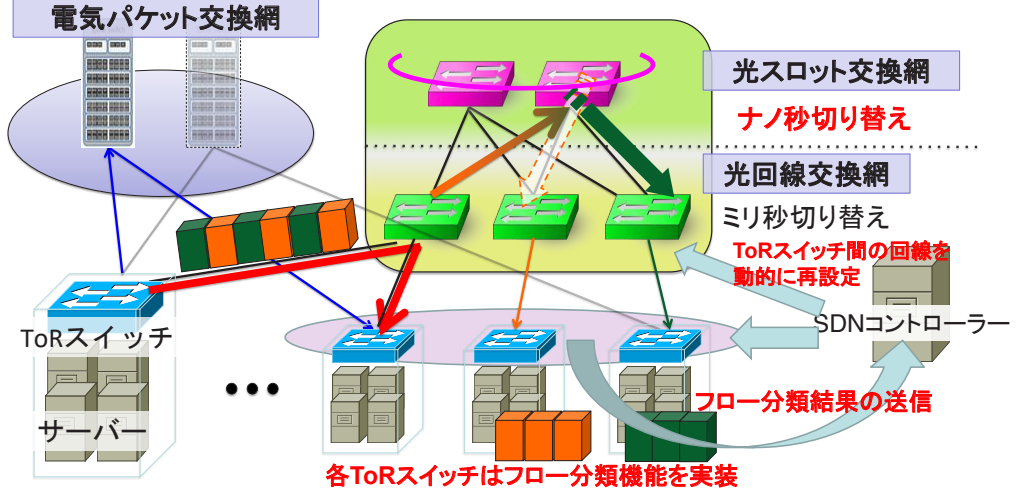 電気パケット交換網
光スロット交換網
ナノ秒切り替え
光回線交換網
ミリ秒切り替え
ToRスイッチ間の回線を
動的に再設定
SDNコントローラー
ToRスイッチ
サーバー
•••
フロー分類結果の送信
各ToRスイッチはフロー分類機能を実装